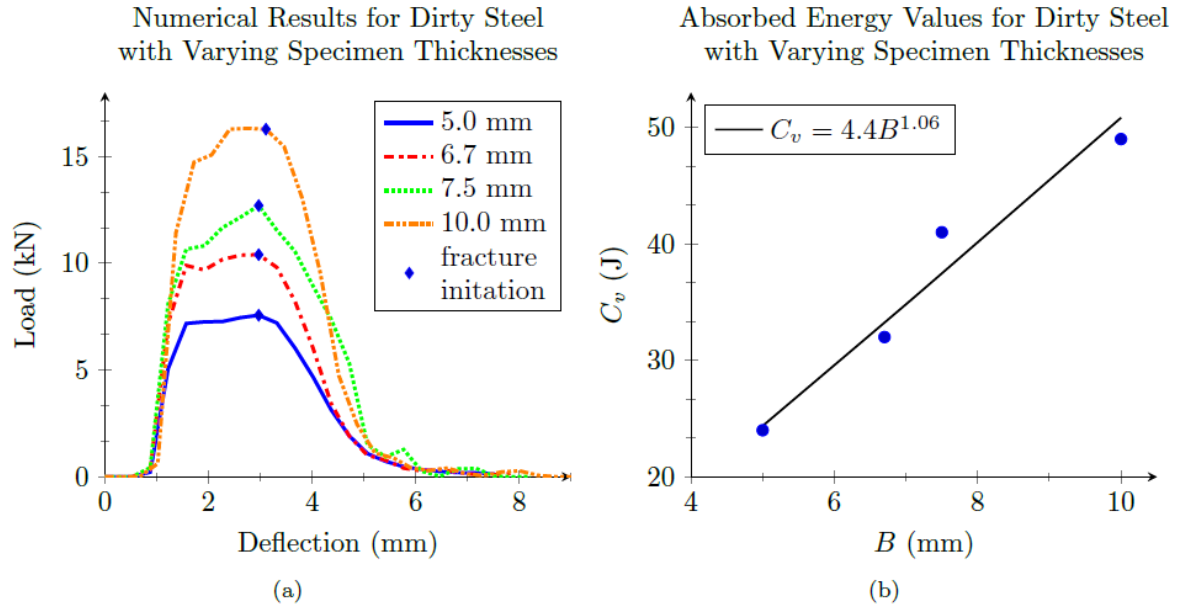 Numerical Results for Dirty Steel
with Varying Specimen Thicknesses
5.0 mm
6.7 mm
7.5 mm
10.0 mm
fracture
initation
Load (kN)
15
10
5
0
0 2 4 6 8
Deflection (mm)
(a)
Absorbed Energy Values for Dirty Steel
with Varying Specimen Thicknesses
C_v = 4.4B^{1.06}
C_v (J)
50
40
30
20
4 6 8 10
B (mm)
(b)